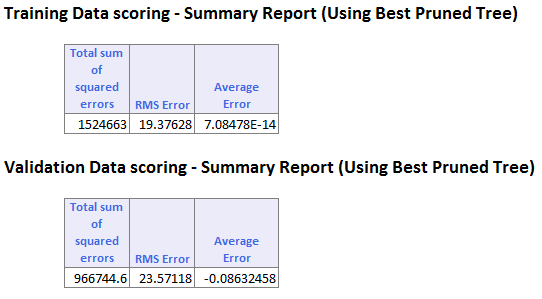 Training Data scoring - Summary Report (Using Best Pruned Tree)
Total sum of squared errors RMS Error Average Error
1524663 19.37628 7.08478E-14
Validation Data scoring - Summary Report (Using Best Pruned Tree)
Total sum of squared errors RMS Error Average Error
966744.6 23.57118 -0.08632458